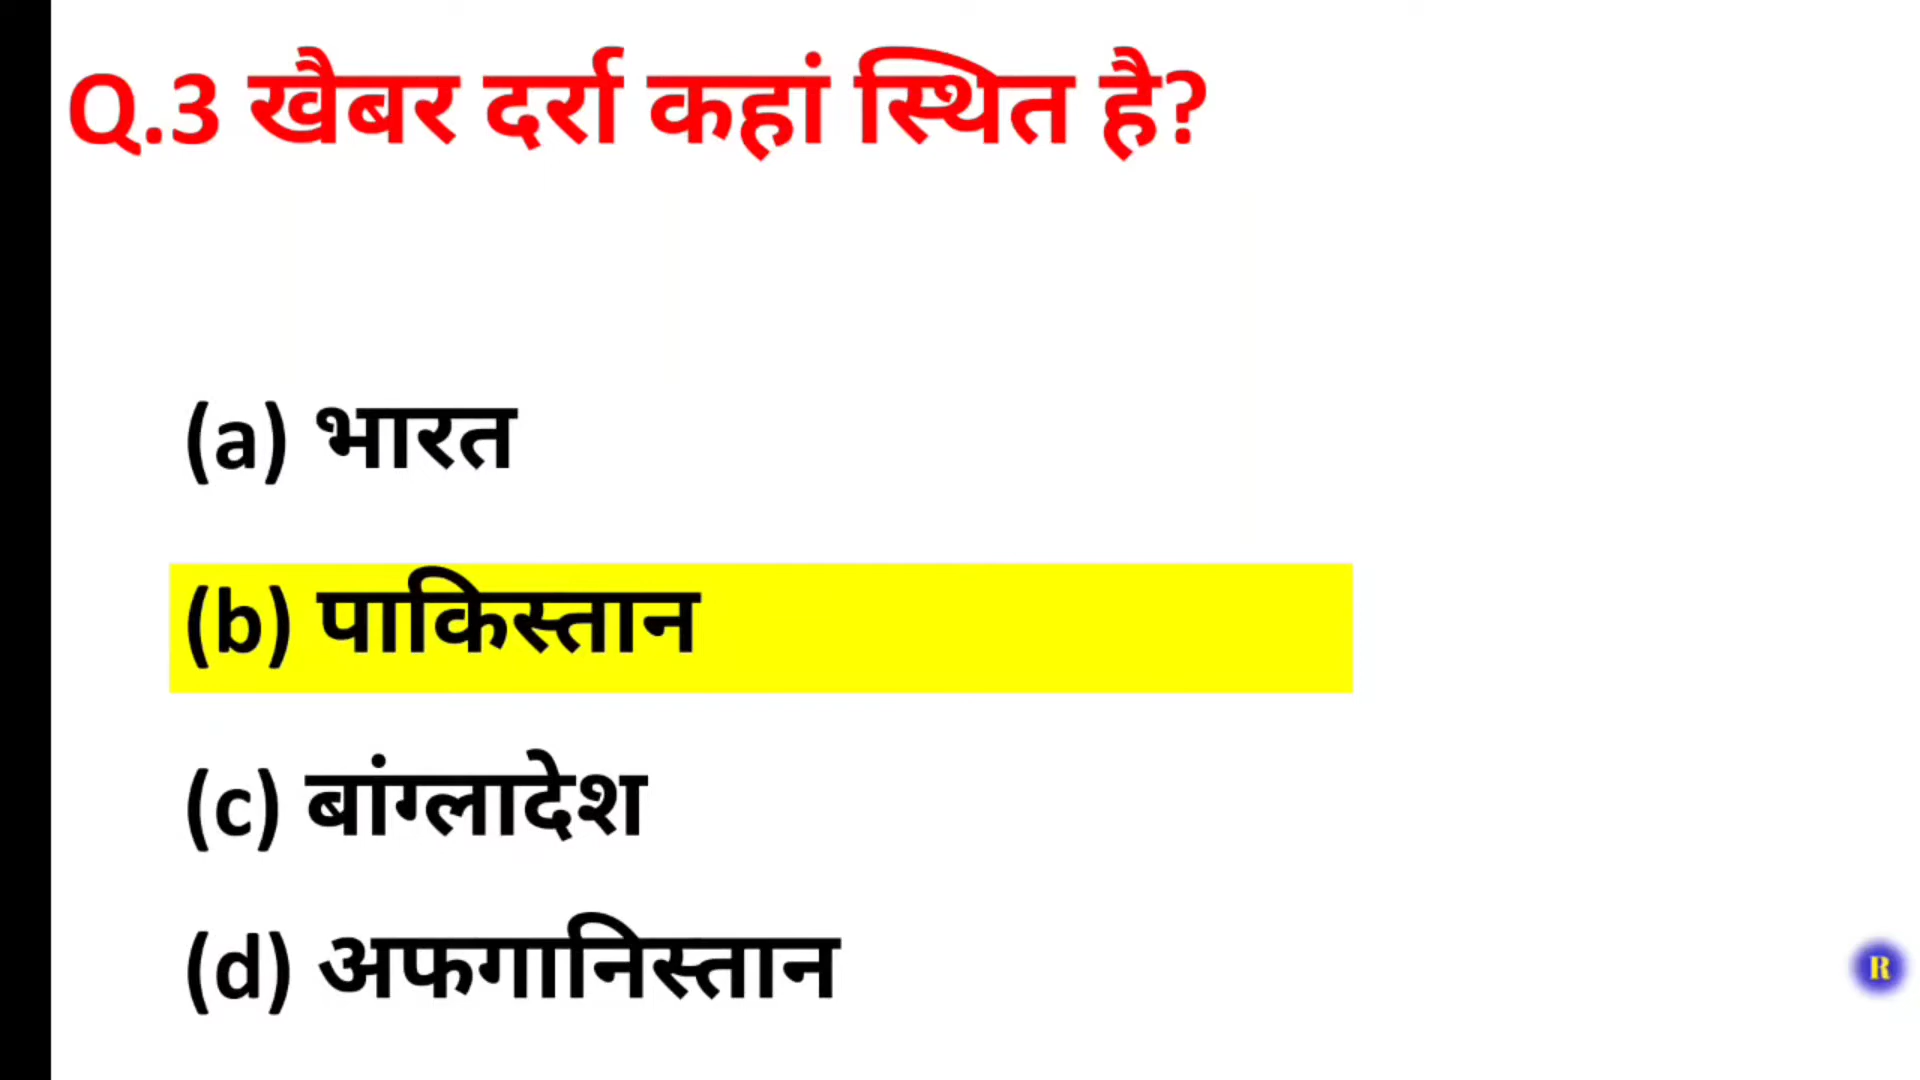 Q.3 खैबर दर्रा कहां स्थित है?
(a) भारत
(b) पाकिस्तान
(c) बांग्लादेश
(d) अफगानिस्तान
R